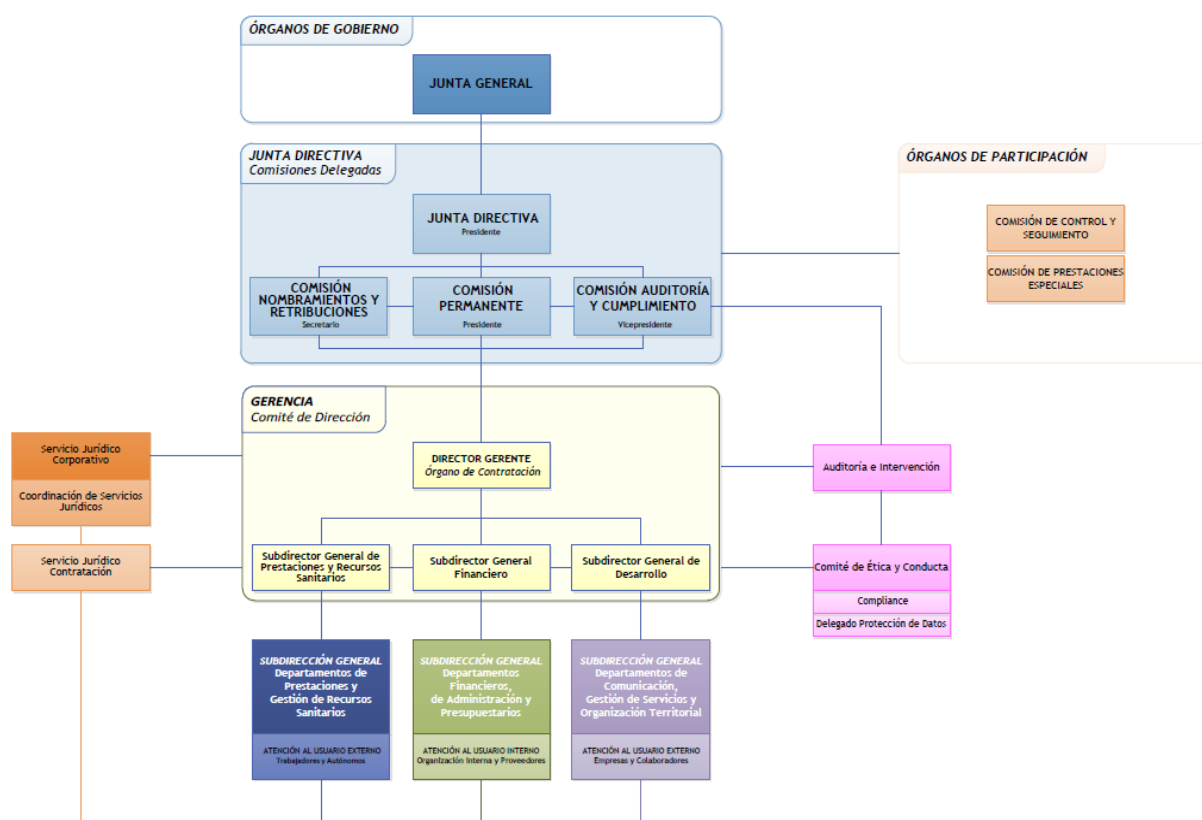 ÓRGANOS DE GOBIERNO
JUNTA GENERAL
JUNTA DIRECTIVA
Comisiones Delegadas
JUNTA DIRECTIVA
Presidente
COMISIÓN
NOMBRAMIENTOS Y
RETRIBUCIONES
Secretario
COMISIÓN
PERMANENTE
Presidente
COMISIÓN AUDITORÍA
Y CUMPLIMIENTO
Vicepresidente
ÓRGANOS DE PARTICIPACIÓN
COMISIÓN DE CONTROL Y
SEGUIMIENTO
COMISIÓN DE PRESTACIONES
ESPECIALES
GERENCIA
Comité de Dirección
DIRECTOR GERENTE
Órgano de Contratación
Servicio Jurídico
Corporativo
Coordinación de Servicios
Jurídicos
Servicio Jurídico
Contratación
Subdirector General de
Prestaciones y Recursos
Sanitarios
Subdirector General
Financiero
Subdirector General de
Desarrollo
Auditoría e Intervención
Comité de Ética y Conducta
Compliance
Delegado Protección de Datos
SUBDIRECCIÓN GENERAL
Departamentos de
Prestaciones y
Gestión de Recursos
Sanitarios
ATENCIÓN AL USUARIO EXTERNO
Trabajadores y Autónomos
SUBDIRECCIÓN GENERAL
Departamentos
Financieros,
de Administración y
Presupuestarios
ATENCIÓN AL USUARIO INTERNO
Organización Interna y Proveedores
SUBDIRECCIÓN GENERAL
Departamentos de
Comunicación,
Gestión de Servicios y
Organización Territorial
ATENCIÓN AL USUARIO EXTERNO
Empresas y Colaboradores